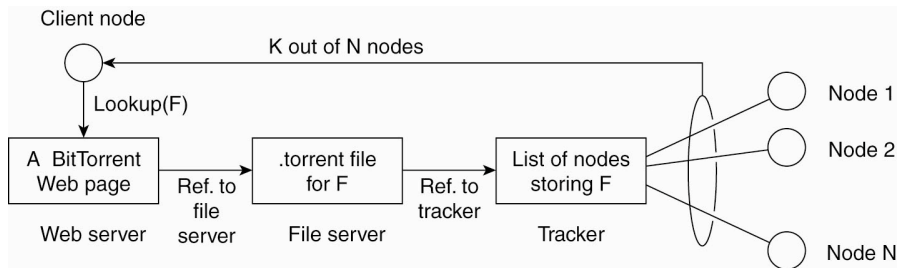 Client node
K out of N nodes
Lookup(F)
Node 1
A BitTorrent
Web page
Ref. to
file
server
.torrent file
for F
Ref. to
tracker
List of nodes
storing F
Node 2
Web server
File server
Tracker
Node N